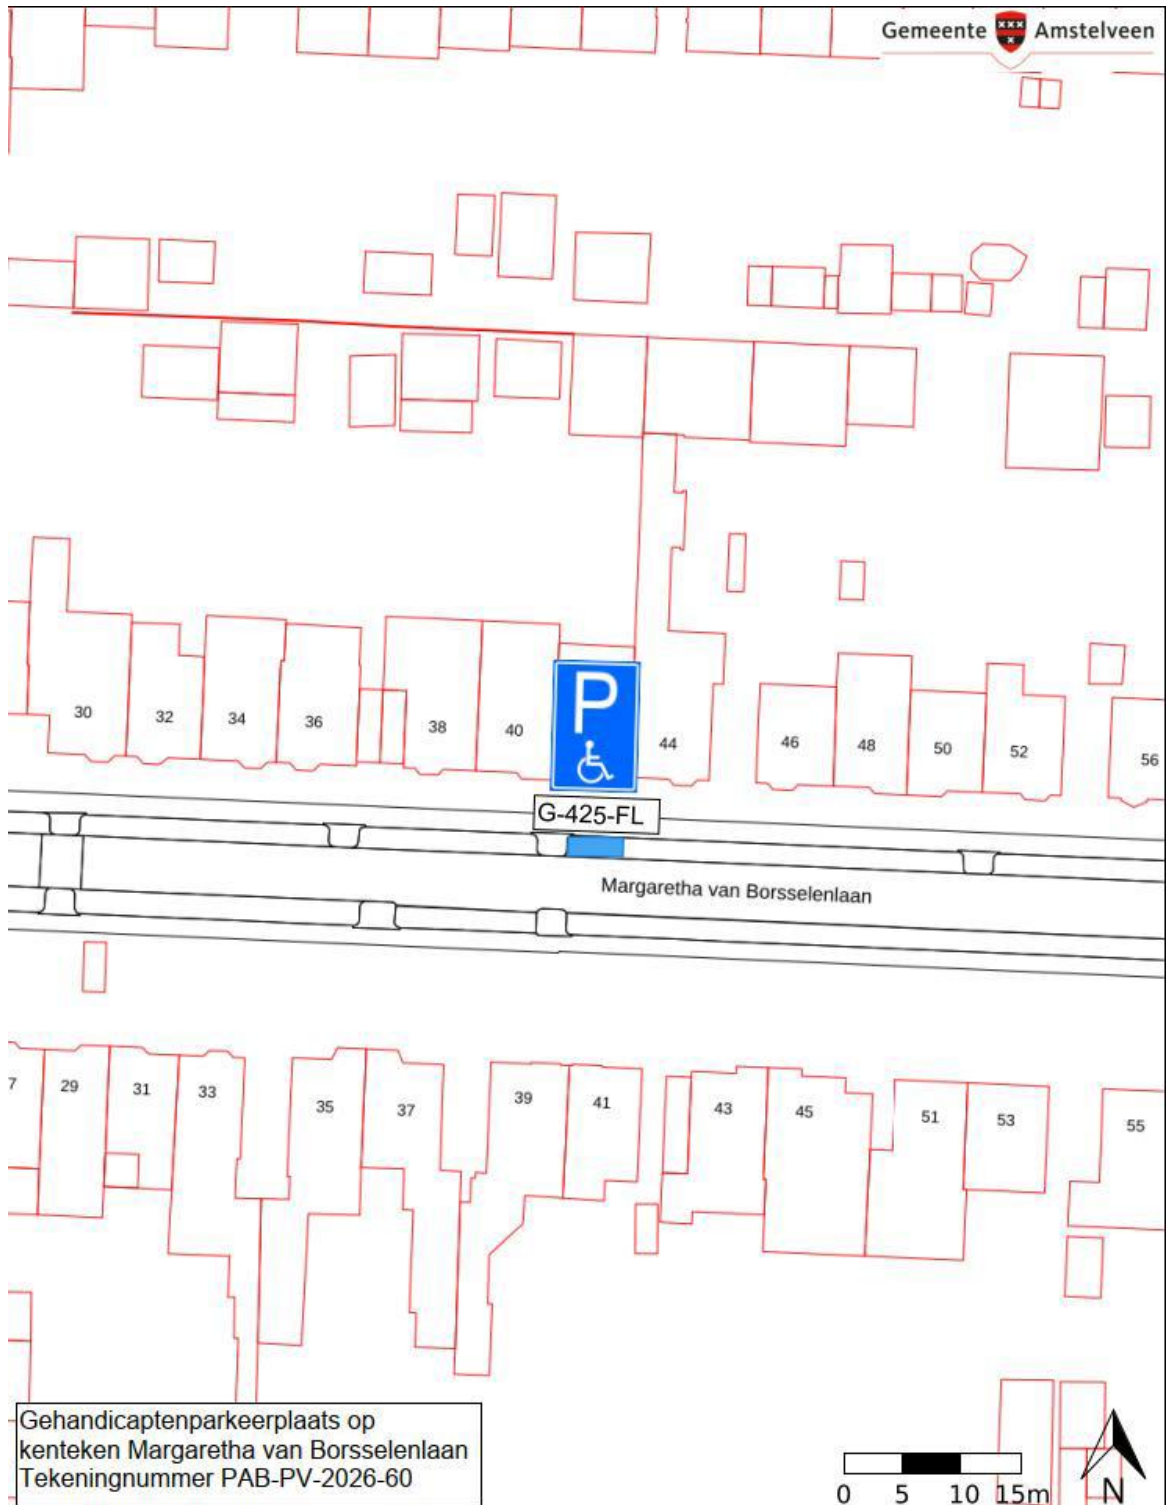 Gemeente Amstelveen
30
32
34
36
38
40
P
44
46
48
50
52
56
G-425-FL
Margaretha van Borsselenlaan
7
29
31
33
35
37
39
41
43
45
51
53
55
Gehandicaptenparkeerplaats op
kenteken Margaretha van Borsselenlaan
Tekeningnummer PAB-PV-2026-60
0 5 10 15m
N